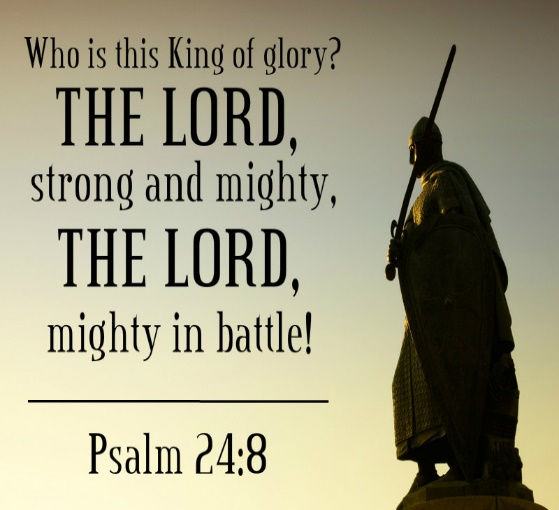 Who is this King of glory?
THE LORD,
strong and mighty,
THE LORD,
mighty in battle!
Psalm 24:8